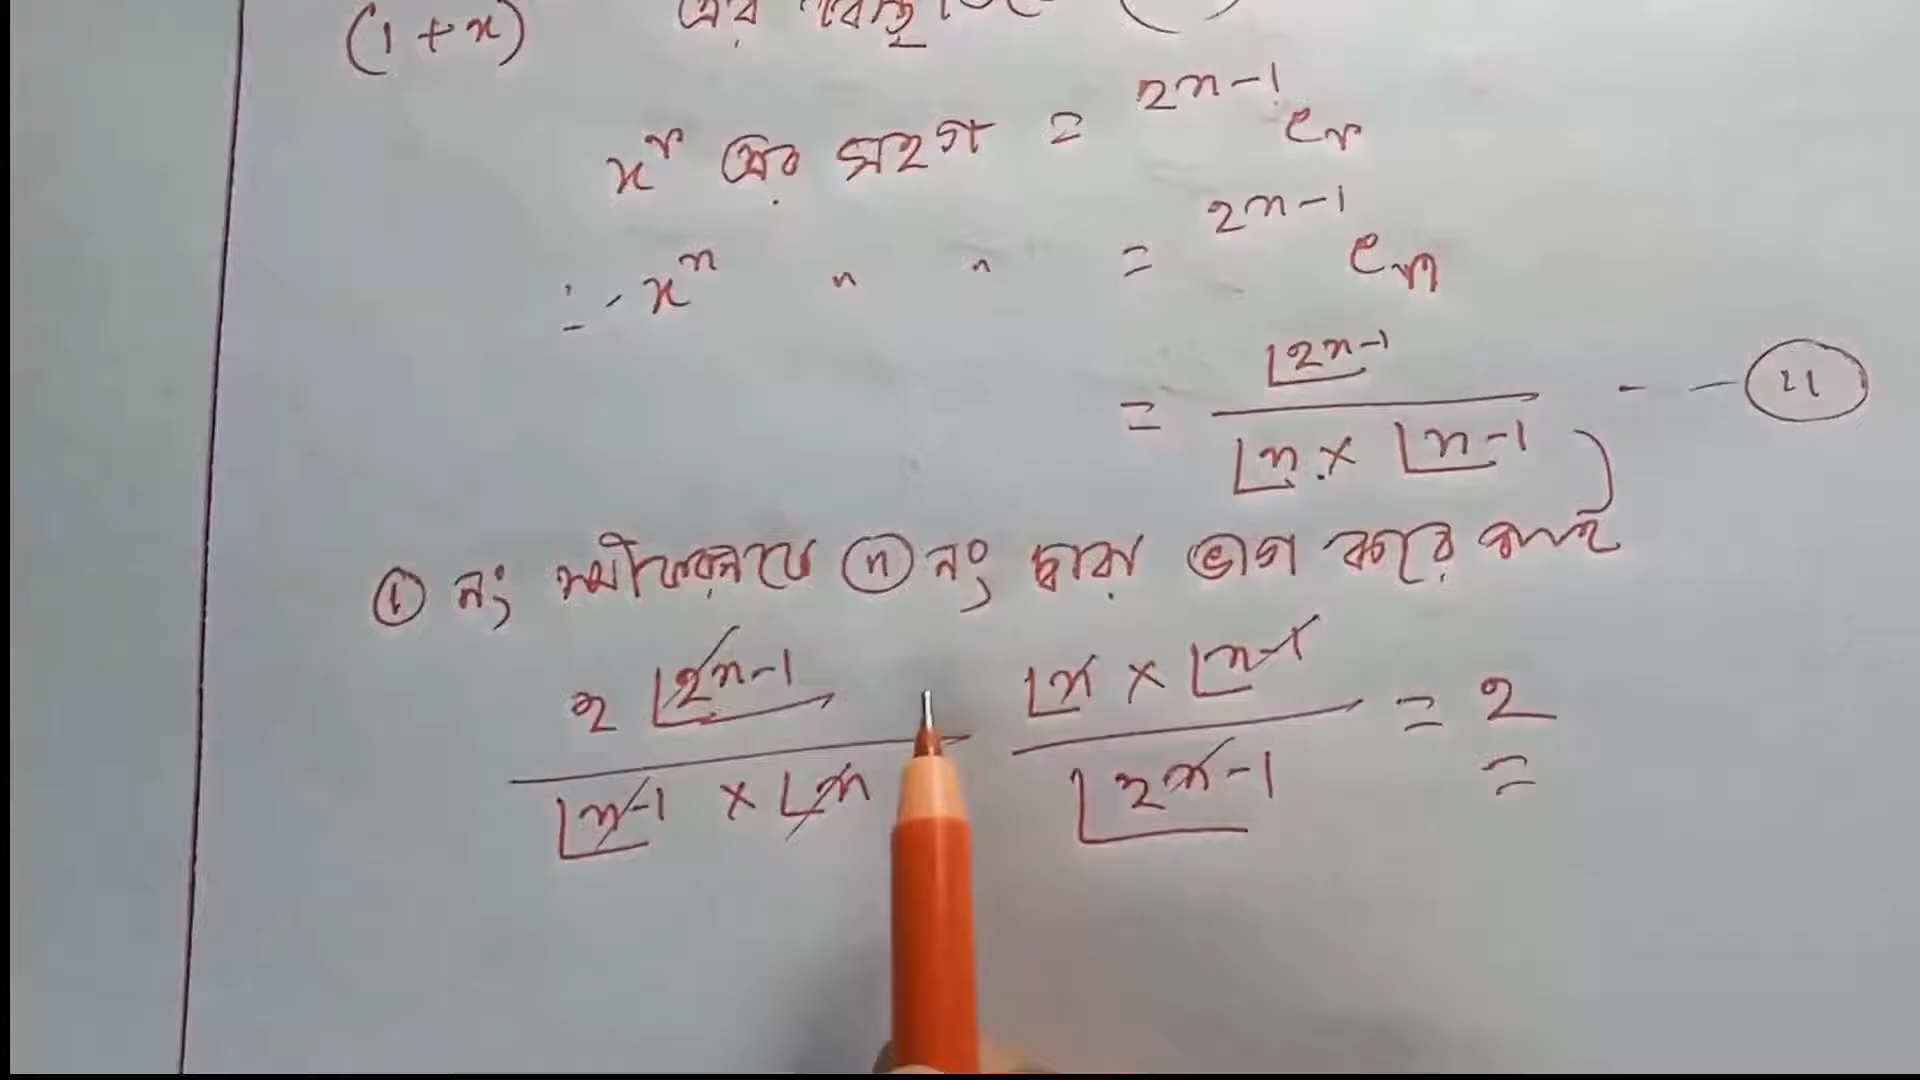 (1+x) এর বিস্তৃতিতে
x^r এর সহগ = ^{2n-1}C_r
∴ x^n " " = ^{2n-1}C_n
= ⌊2n-1 / ⌊n × ⌊n-1 - - (ii)
(i) নং সমীকরণকে (ii) নং দ্বারা ভাগ করে পাই
2⌊2n-1 / ⌊n-1 × ⌊n ⌊n × ⌊n-1 / ⌊2n-1 = 2